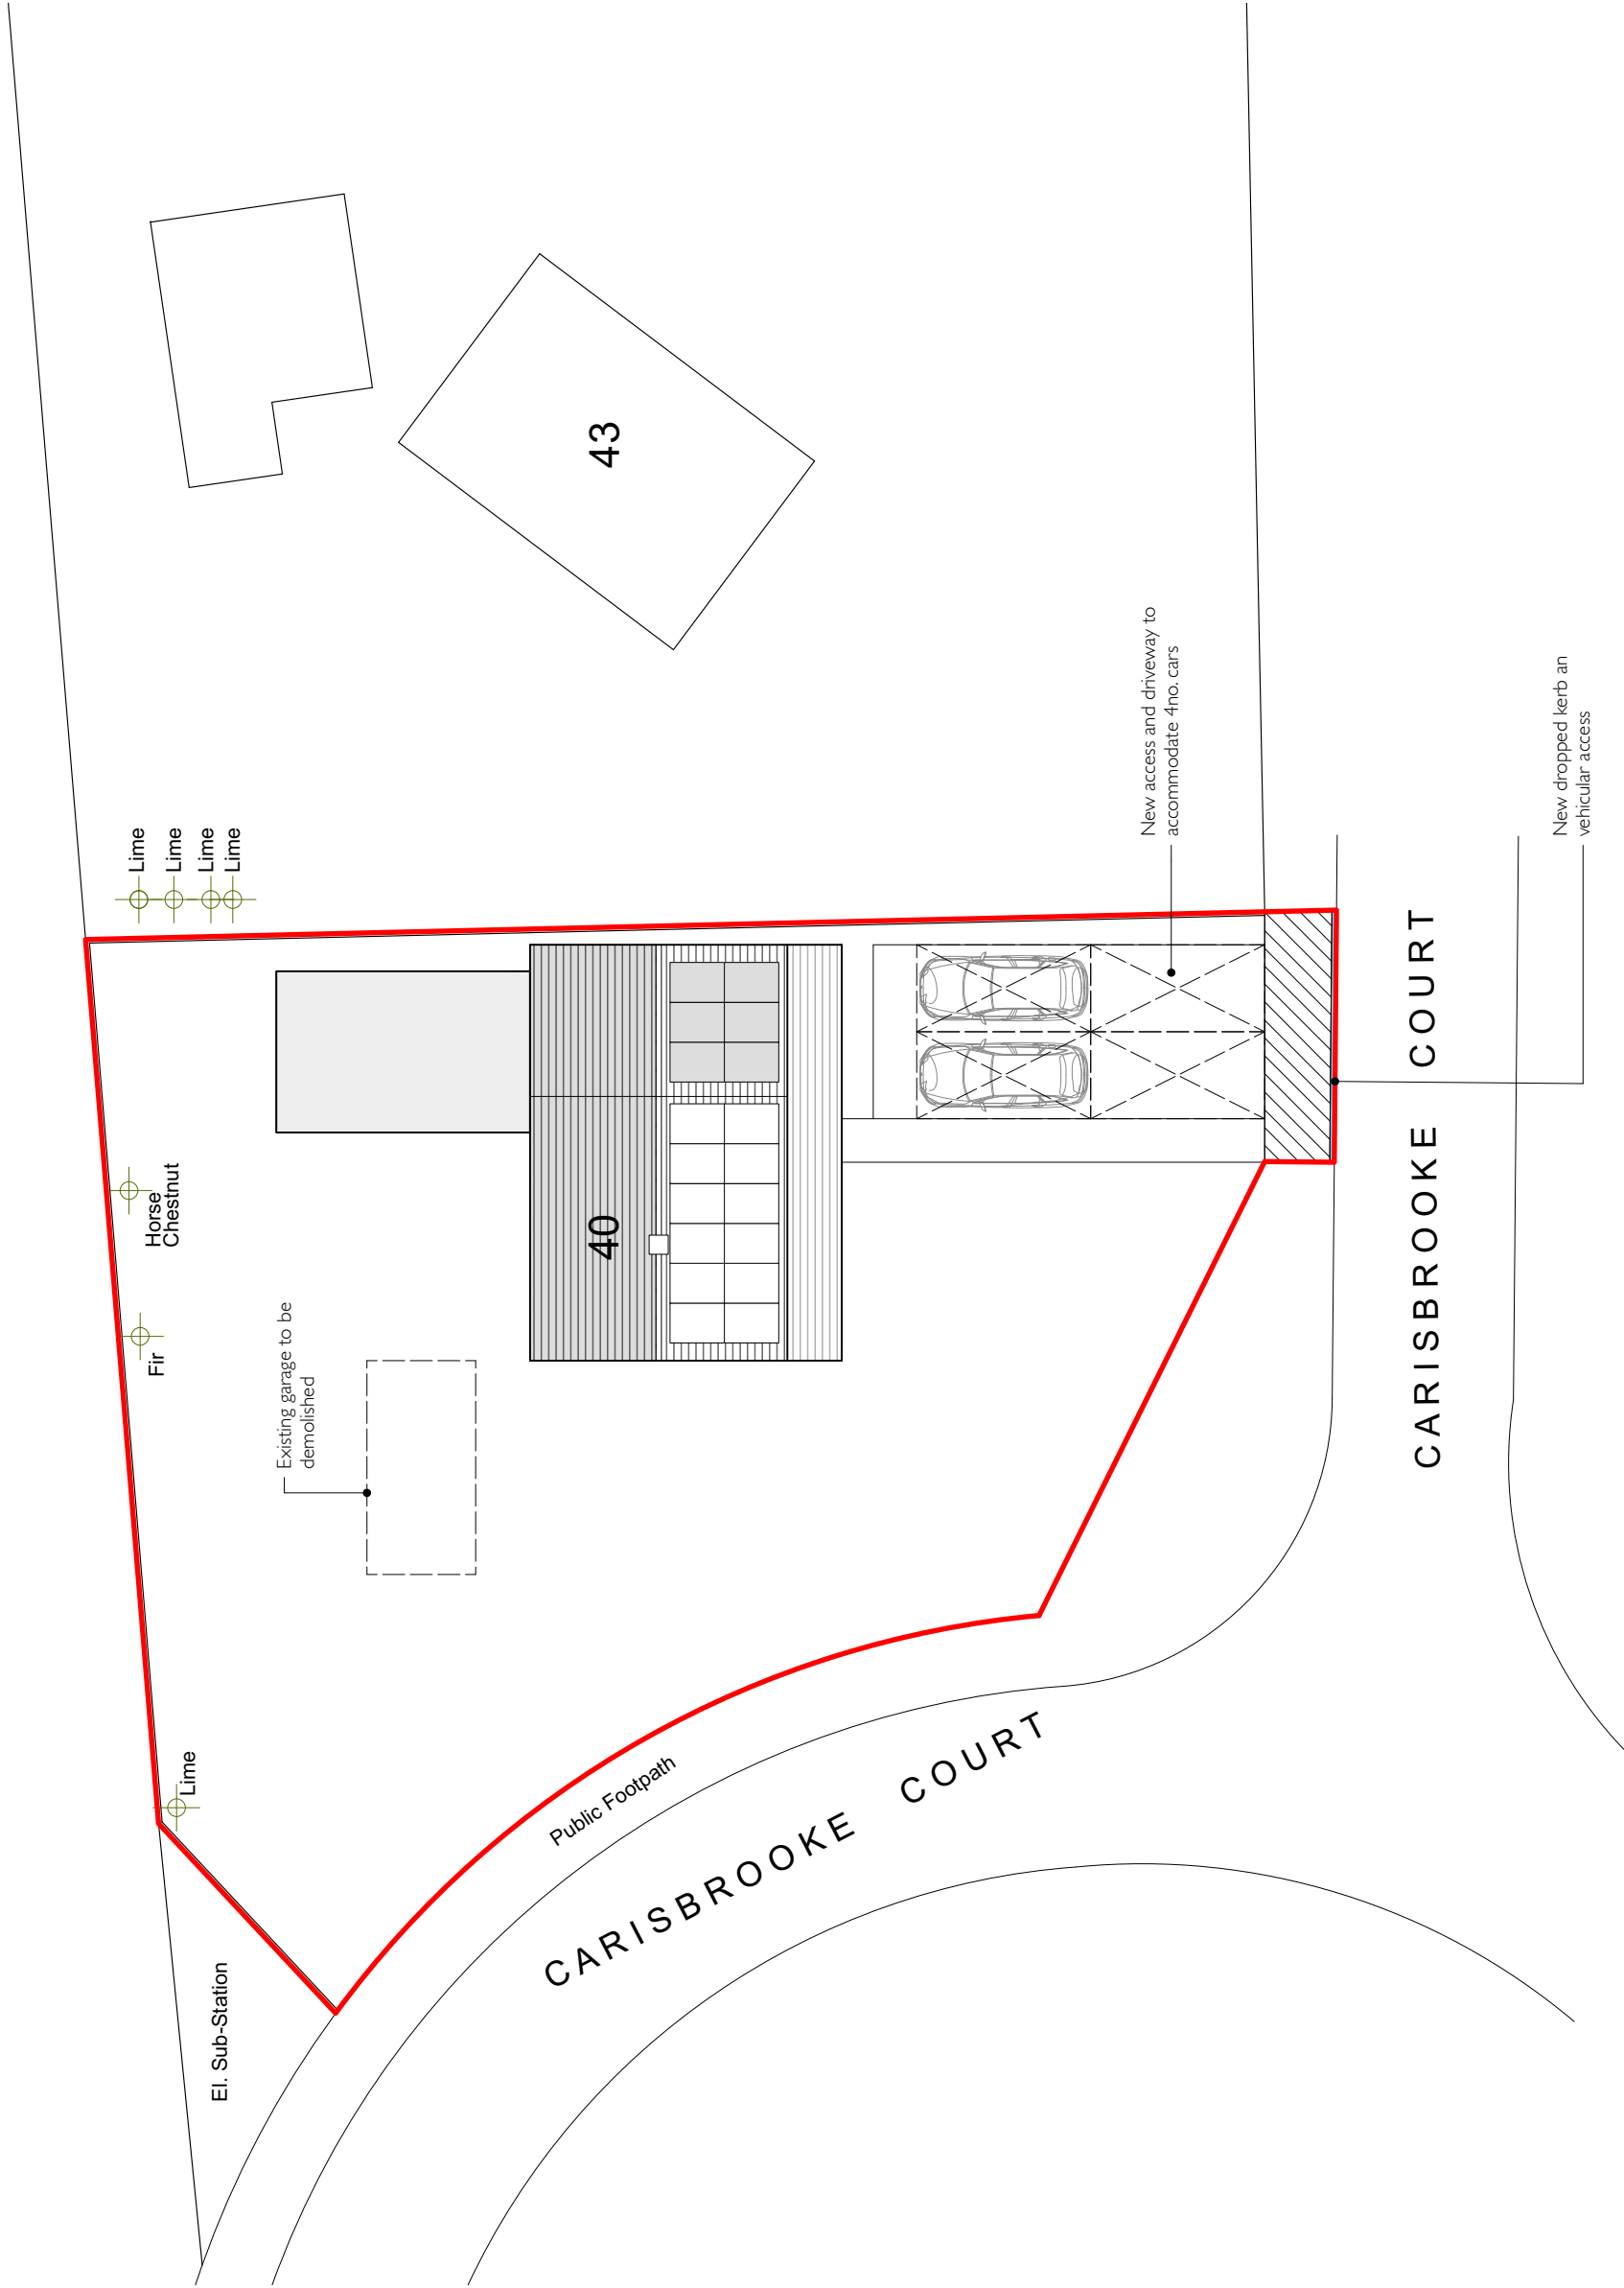 Lime
Lime
Lime
Lime
Horse
Chestnut
Fir
Lime
El. Sub-Station
Existing garage to be
demolished
40
43
New access and driveway to
accommodate 4no. cars
New dropped kerb an
vehicular access
Public Footpath
CARISBROOKE COURT
CARISBROOKE COURT